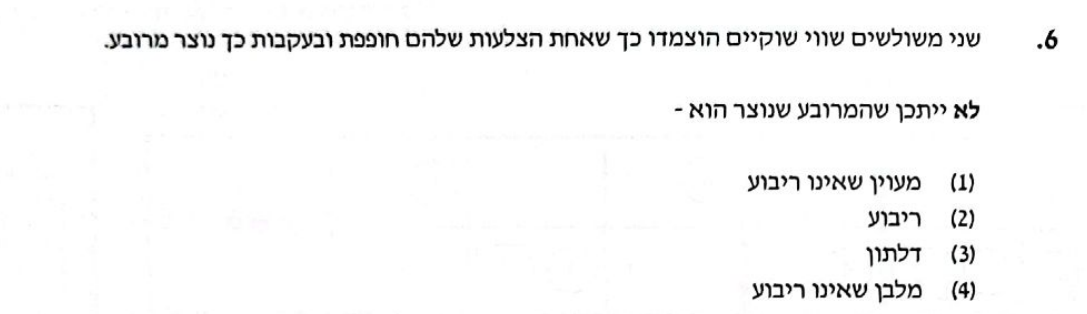 6. שני משולשים שווי שוקיים הוצמדו כך שאחת הצלעות שלהם חופפת ובעקבות כך נוצר מרובע.
לא ייתכן שהמרובע שנוצר הוא -
(1) מעוין שאינו ריבוע
(2) ריבוע
(3) דלתון
(4) מלבן שאינו ריבוע